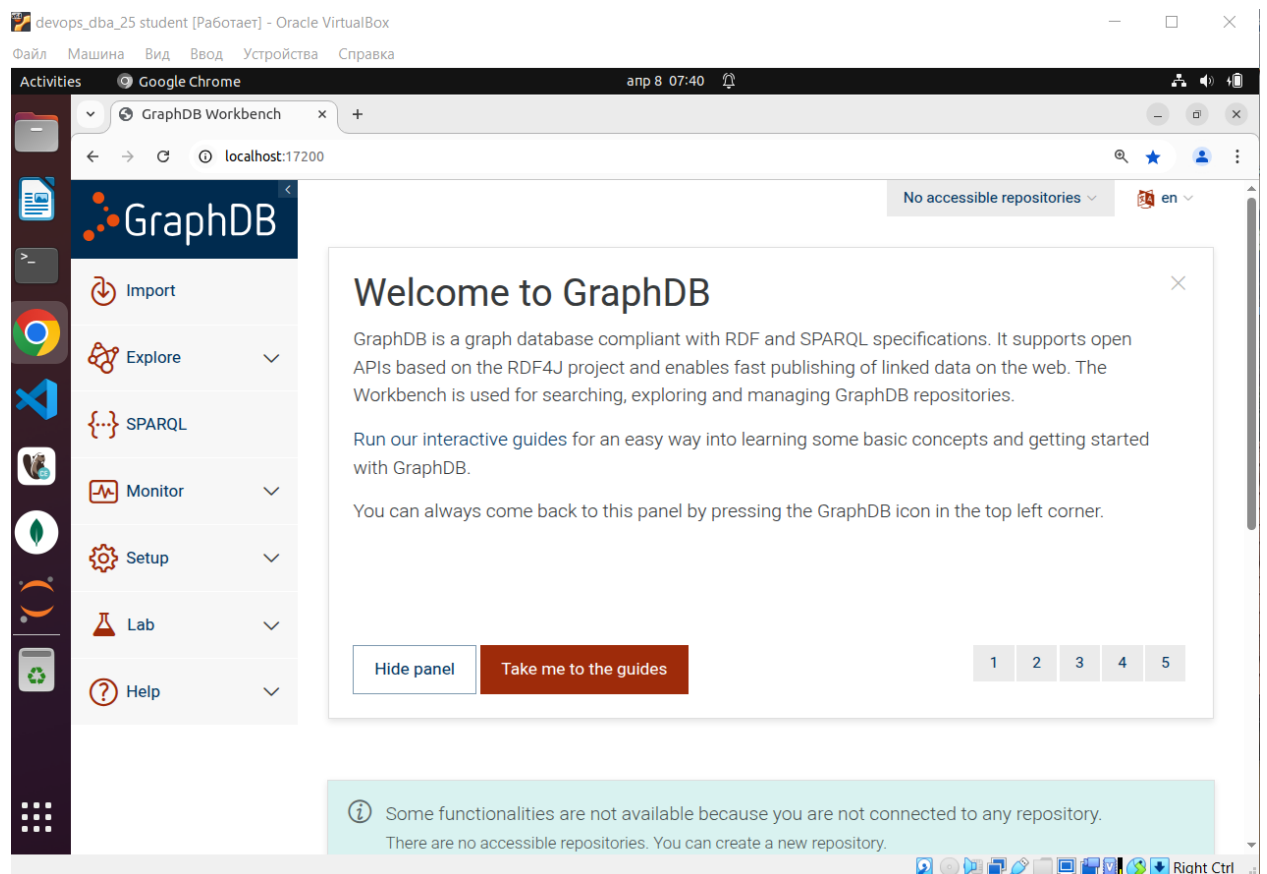 devops_dba_25 student [Работает] - Oracle VirtualBox
Файл Машина Вид Ввод Устройства Справка
Activities Google Chrome апр 8 07:40
GraphDB Workbench
localhost:17200
GraphDB
No accessible repositories
en
Import
Explore
SPARQL
Monitor
Setup
Lab
Help
Welcome to GraphDB
GraphDB is a graph database compliant with RDF and SPARQL specifications. It supports open
APIs based on the RDF4J project and enables fast publishing of linked data on the web. The
Workbench is used for searching, exploring and managing GraphDB repositories.
Run our interactive guides for an easy way into learning some basic concepts and getting started
with GraphDB.
You can always come back to this panel by pressing the GraphDB icon in the top left corner.
Hide panel Take me to the guides 1 2 3 4 5
Some functionalities are not available because you are not connected to any repository.
There are no accessible repositories. You can create a new repository.
Right Ctrl